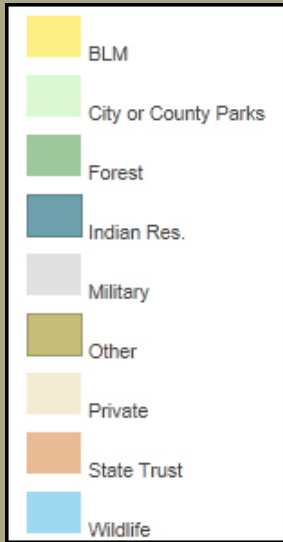 BLM
City or County Parks
Forest
Indian Res.
Military
Other
Private
State Trust
Wildlife